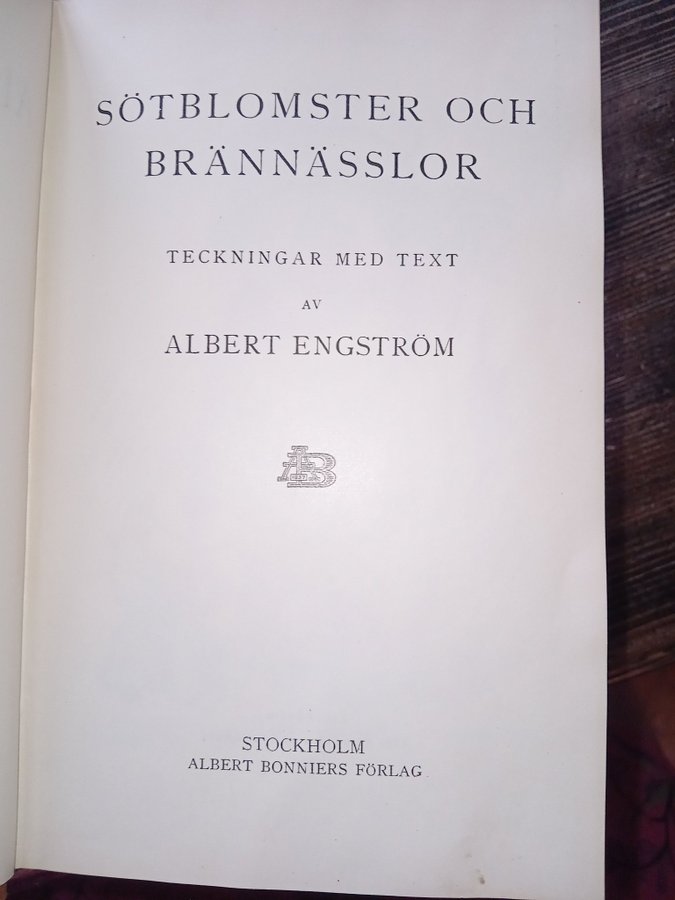 SÖTBLOMSTER OCH
BRÄNNÄSSLOR
TECKNINGAR MED TEXT
AV
ALBERT ENGSTRÖM
AB
STOCKHOLM
ALBERT BONNIERS FÖRLAG